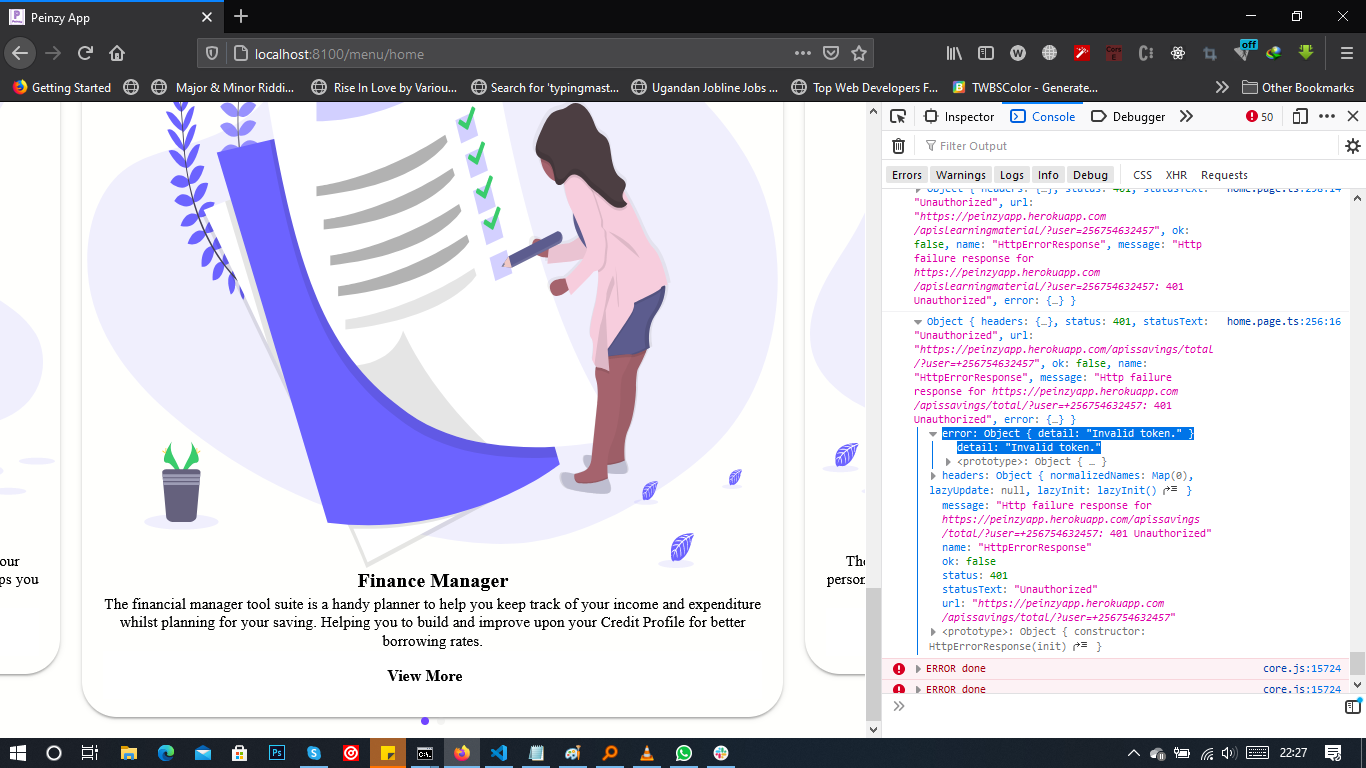 Peinzy App
localhost:8100/menu/home
off
Getting Started
Major & Minor Riddi...
Rise In Love by Variou...
Search for 'typingmast...
Ugandan Jobline Jobs ...
Top Web Developers F...
TWBSColor - Generate...
Other Bookmarks
Inspector
Console
Debugger
50
Filter Output
Errors
Warnings
Logs
Info
Debug
CSS
XHR
Requests
Object { headers: {…}, status: 401, statusText: home.page.ts:298:14
"Unauthorized", url:
"https://peinzyapp.herokuapp.com
/apislearningmaterial/?user=256754632457", ok:
false, name: "HttpErrorResponse", message: "Http
failure response for
https://peinzyapp.herokuapp.com
/apislearningmaterial/?user=256754632457: 401
Unauthorized", error: {…} }
Object { headers: {…}, status: 401, statusText: home.page.ts:256:16
"Unauthorized", url:
"https://peinzyapp.herokuapp.com/apissavings/total
/?user=+256754632457", ok: false, name:
"HttpErrorResponse", message: "Http failure
response for https://peinzyapp.herokuapp.com
/apissavings/total/?user=+256754632457: 401
Unauthorized", error: {…} }
error: Object { detail: "Invalid token." }
detail: "Invalid token."
<prototype>: Object { … }
headers: Object { normalizedNames: Map(0),
lazyUpdate: null, lazyInit: lazyInit() }
message: "Http failure response for
https://peinzyapp.herokuapp.com/apissavings
/total/?user=+256754632457: 401 Unauthorized"
name: "HttpErrorResponse"
ok: false
status: 401
statusText: "Unauthorized"
url: "https://peinzyapp.herokuapp.com
/apissavings/total/?user=+256754632457"
<prototype>: Object { constructor:
HttpErrorResponse(init) }
ERROR done core.js:15724
ERROR done core.js:15724
our
ps you
Finance Manager
The financial manager tool suite is a handy planner to help you keep track of your income and expenditure
whilst planning for your saving. Helping you to build and improve upon your Credit Profile for better
borrowing rates.
View More
person
22:27